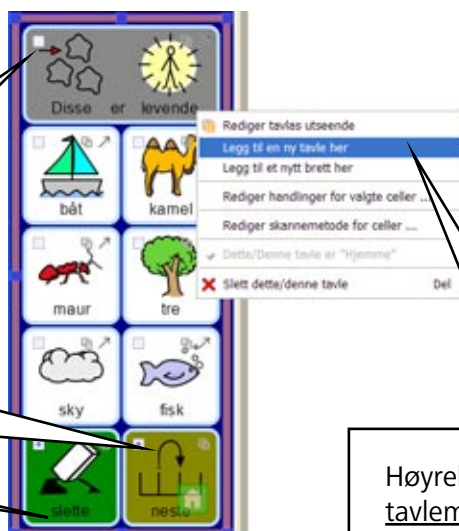 Disse er levende
båt kamel
maur tre
sky fisk
slette neste
Rediger tavlas utseende
Legg til en ny tavle her
Legg til et nytt brett her
Rediger handlinger for valgte celler ...
Rediger skannemetode for celler ...
Dette/Denne tavle er "Hjemme"
Slett dette/denne tavle Del
Høyre
tavlem